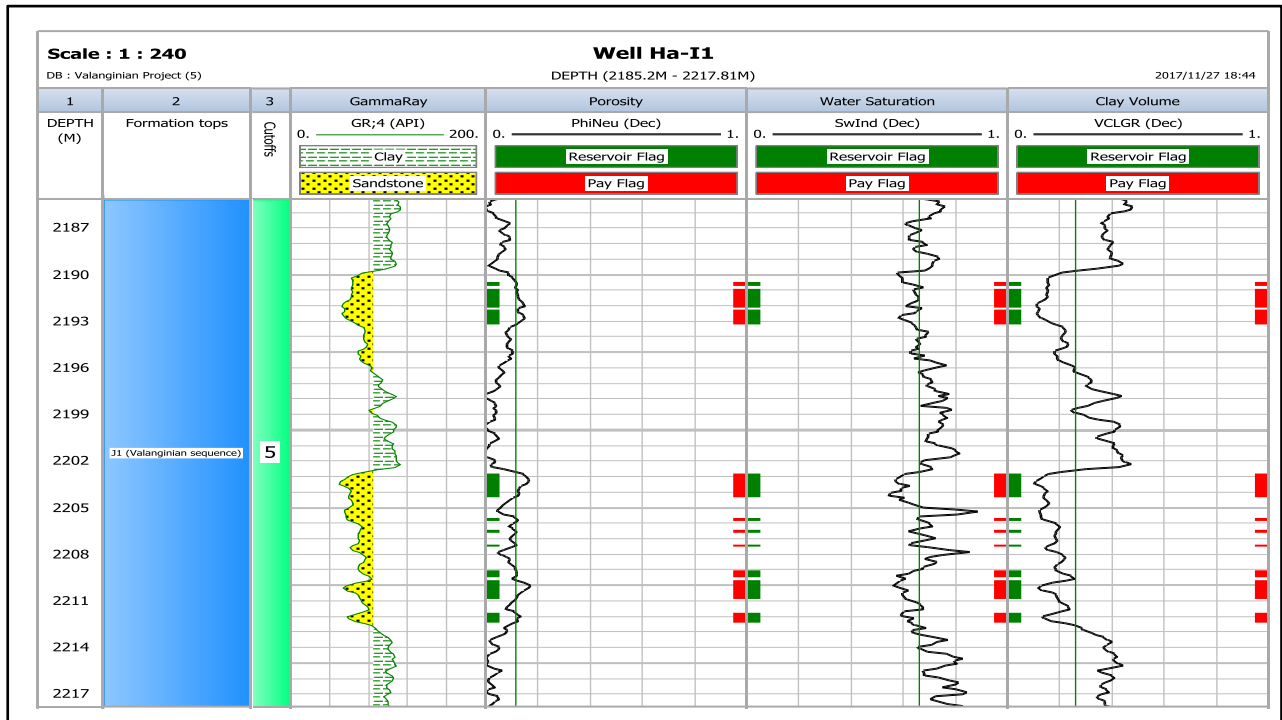 Scale : 1 : 240
Well Ha-I1
DB : Valanginian Project (5)
DEPTH (2185.2M - 2217.81M)
2017/11/27 18:44
1 2 3 GammaRay Porosity Water Saturation Clay Volume
DEPTH (M)
Formation tops
Cutoffs
GR;4 (API)
0. 200.
Clay
Sandstone
PhiNeu (Dec)
0. 1.
Reservoir Flag
Pay Flag
SwInd (Dec)
0. 1.
Reservoir Flag
Pay Flag
VCLGR (Dec)
0. 1.
Reservoir Flag
Pay Flag
2187
2190
2193
2196
2199
2202
2205
2208
2211
2214
2217
J1 (Valanginian sequence)
5